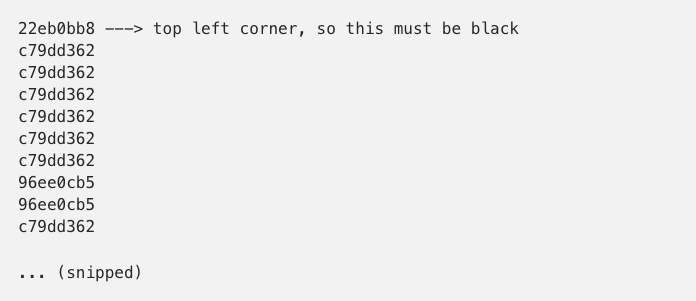 22eb0bb8 ---> top left corner, so this must be black
c79dd362
c79dd362
c79dd362
c79dd362
c79dd362
c79dd362
96ee0cb5
96ee0cb5
c79dd362
... (snipped)